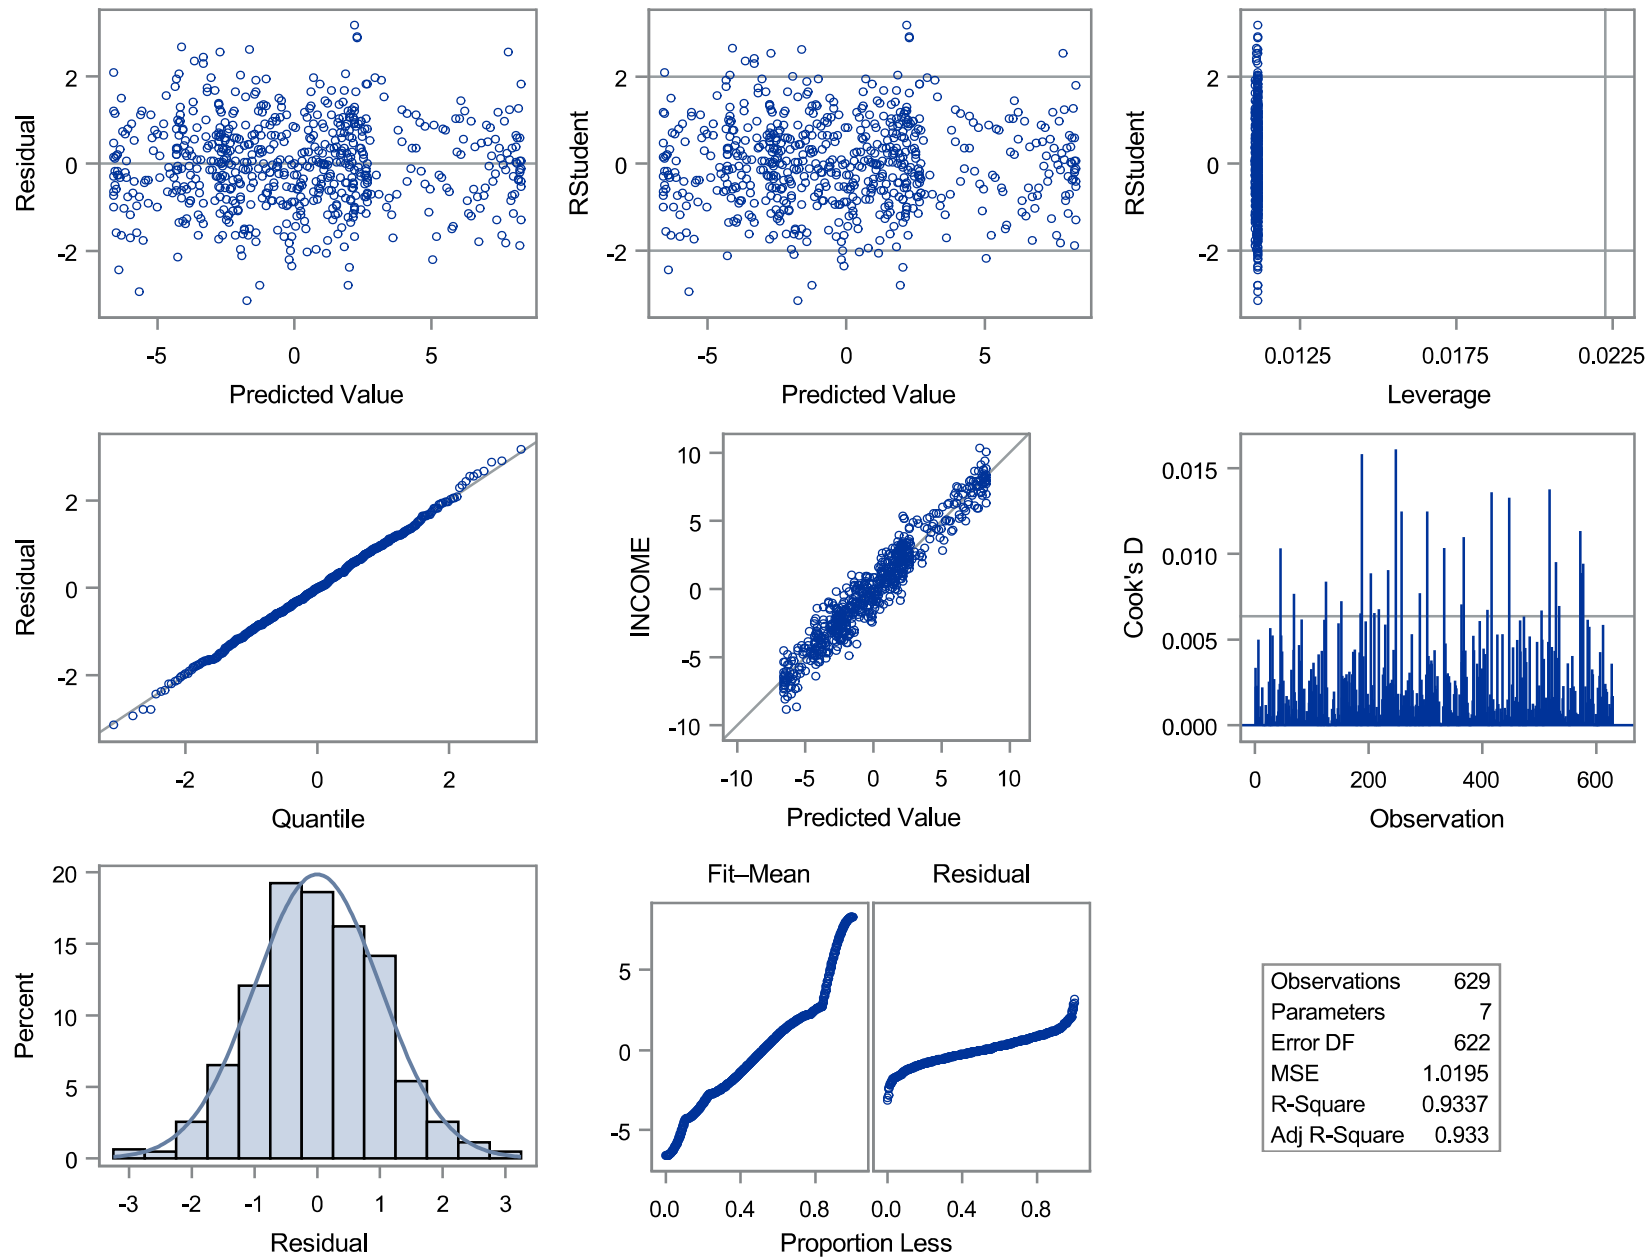 2
0
-2
Residual
-5
0
5
Predicted Value
2
0
-2
RStudent
-5
0
5
Predicted Value
2
0
-2
RStudent
0.0125
0.0175
0.0225
Leverage
2
0
-2
Residual
-2
0
2
Quantile
10
5
0
-5
-10
INCOME
-10
-5
0
5
10
Predicted Value
0.015
0.010
0.005
0.000
Cook's D
0
200
400
600
Observation
20
15
10
5
0
Percent
-3
-2
-1
0
1
2
3
Residual
Fit–Mean
Residual
5
0
-5
0.0
0.4
0.8
0.0
0.4
0.8
Proportion Less
Observations 629
Parameters 7
Error DF 622
MSE 1.0195
R-Square 0.9337
Adj R-Square 0.933